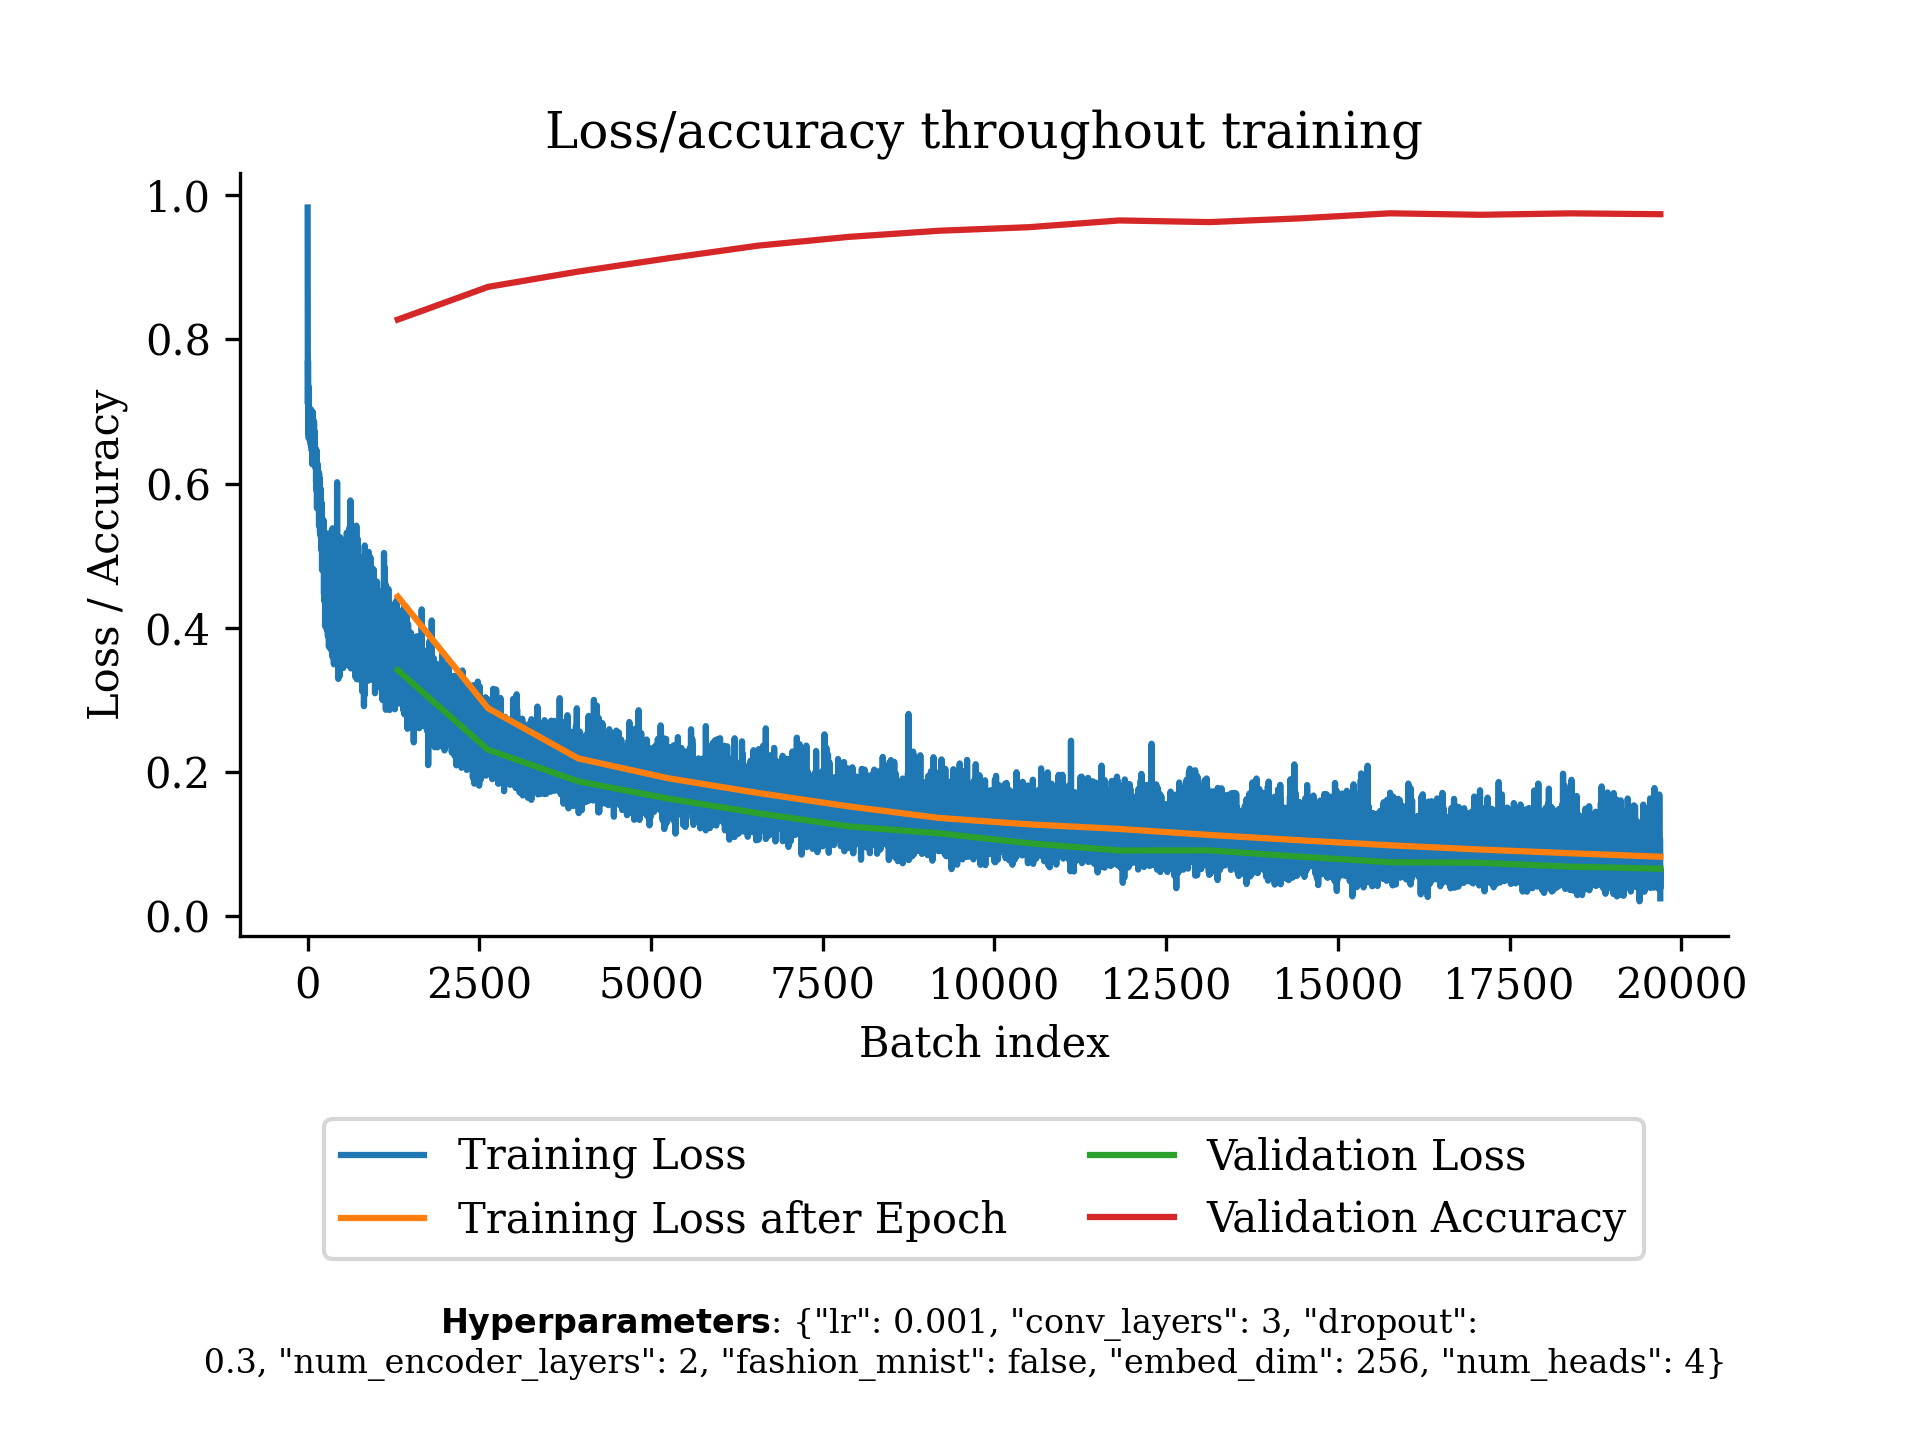 Loss/accuracy throughout training
1.0
0.8
0.6
0.4
0.2
0.0
Loss / Accuracy
0 2500 5000 7500 10000 12500 15000 17500 20000
Batch index
Training Loss
Training Loss after Epoch
Validation Loss
Validation Accuracy
Hyperparameters: {"lr": 0.001, "conv_layers": 3, "dropout":
0.3, "num_encoder_layers": 2, "fashion_mnist": false, "embed_dim": 256, "num_heads": 4}